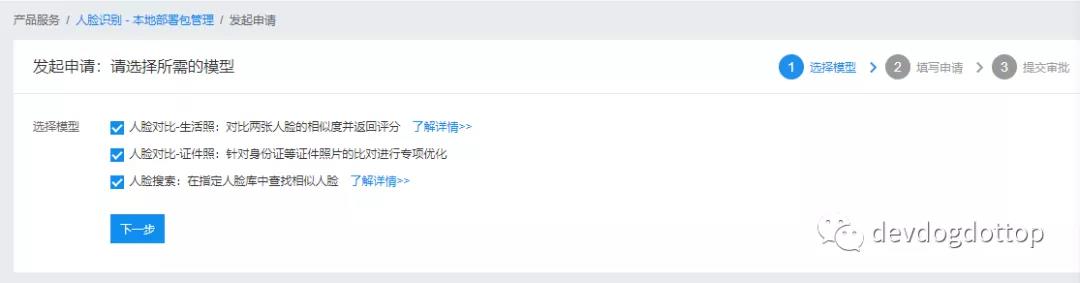 产品服务 / 人脸识别 - 本地部署包管理 / 发起申请
发起申请：请选择所需的模型
1 选择模型 > 2 填写申请 > 3 提交审批
选择模型
人脸对比-生活照：对比两张人脸的相似度并返回评分 了解详情>>
人脸对比-证件照：针对身份证等证件照片的比对进行专项优化
人脸搜索：在指定人脸库中查找相似人脸 了解详情>>
下一步
devdogdottop